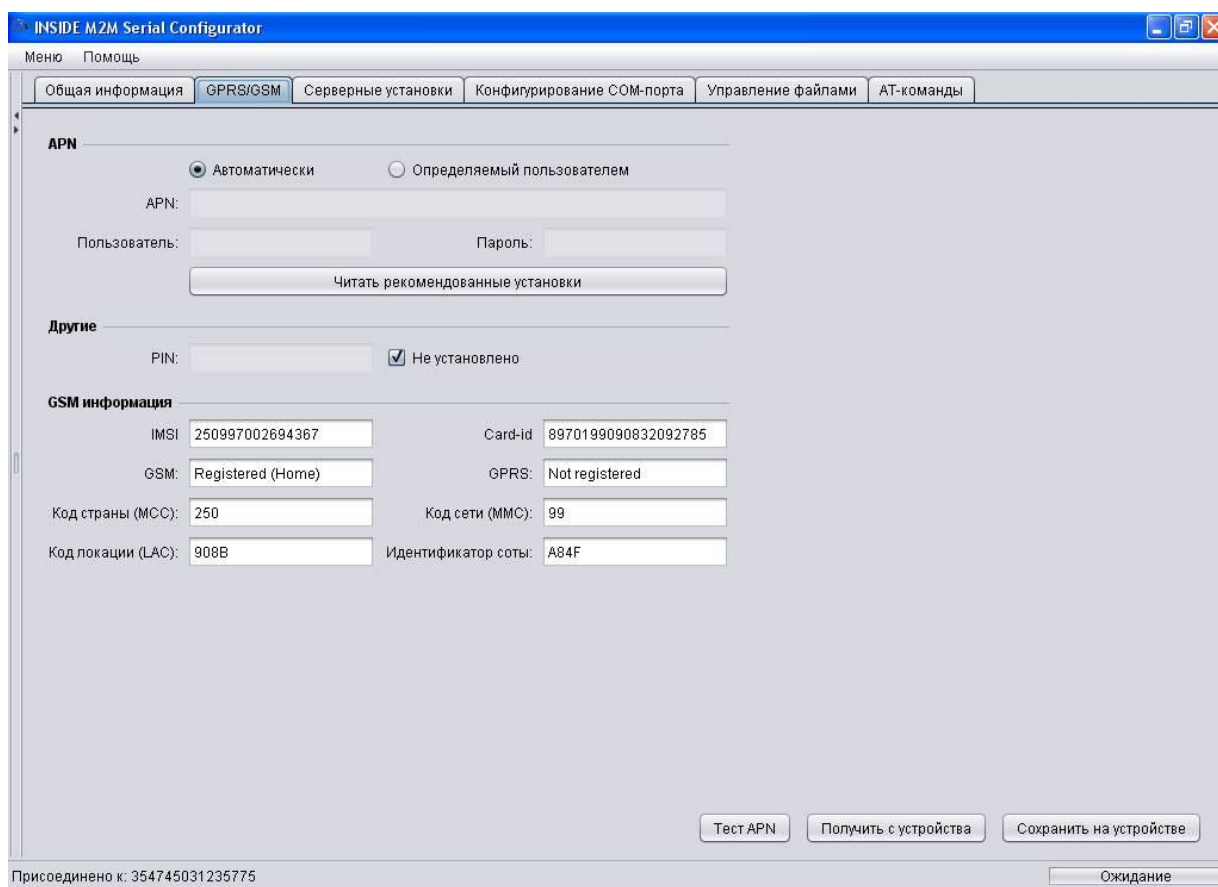 INSIDE M2M Serial Configurator
Меню Помощь
Общая информация GPRS/GSM Серверные установки Конфигурирование COM-порта Управление файлами AT-команды
APN
Автоматически Определяемый пользователем
APN:
Пользователь: Пароль:
Читать рекомендованные установки
Другие
PIN: Не установлено
GSM информация
IMSI 250997002694367 Card-id 8970199090832092785
GSM: Registered (Home) GPRS: Not registered
Код страны (MCC): 250 Код сети (MMC): 99
Код локации (LAC): 908B Идентификатор соты: A84F
Тест APN Получить с устройства Сохранить на устройстве
Присоединено к: 354745031235775 Ожидание